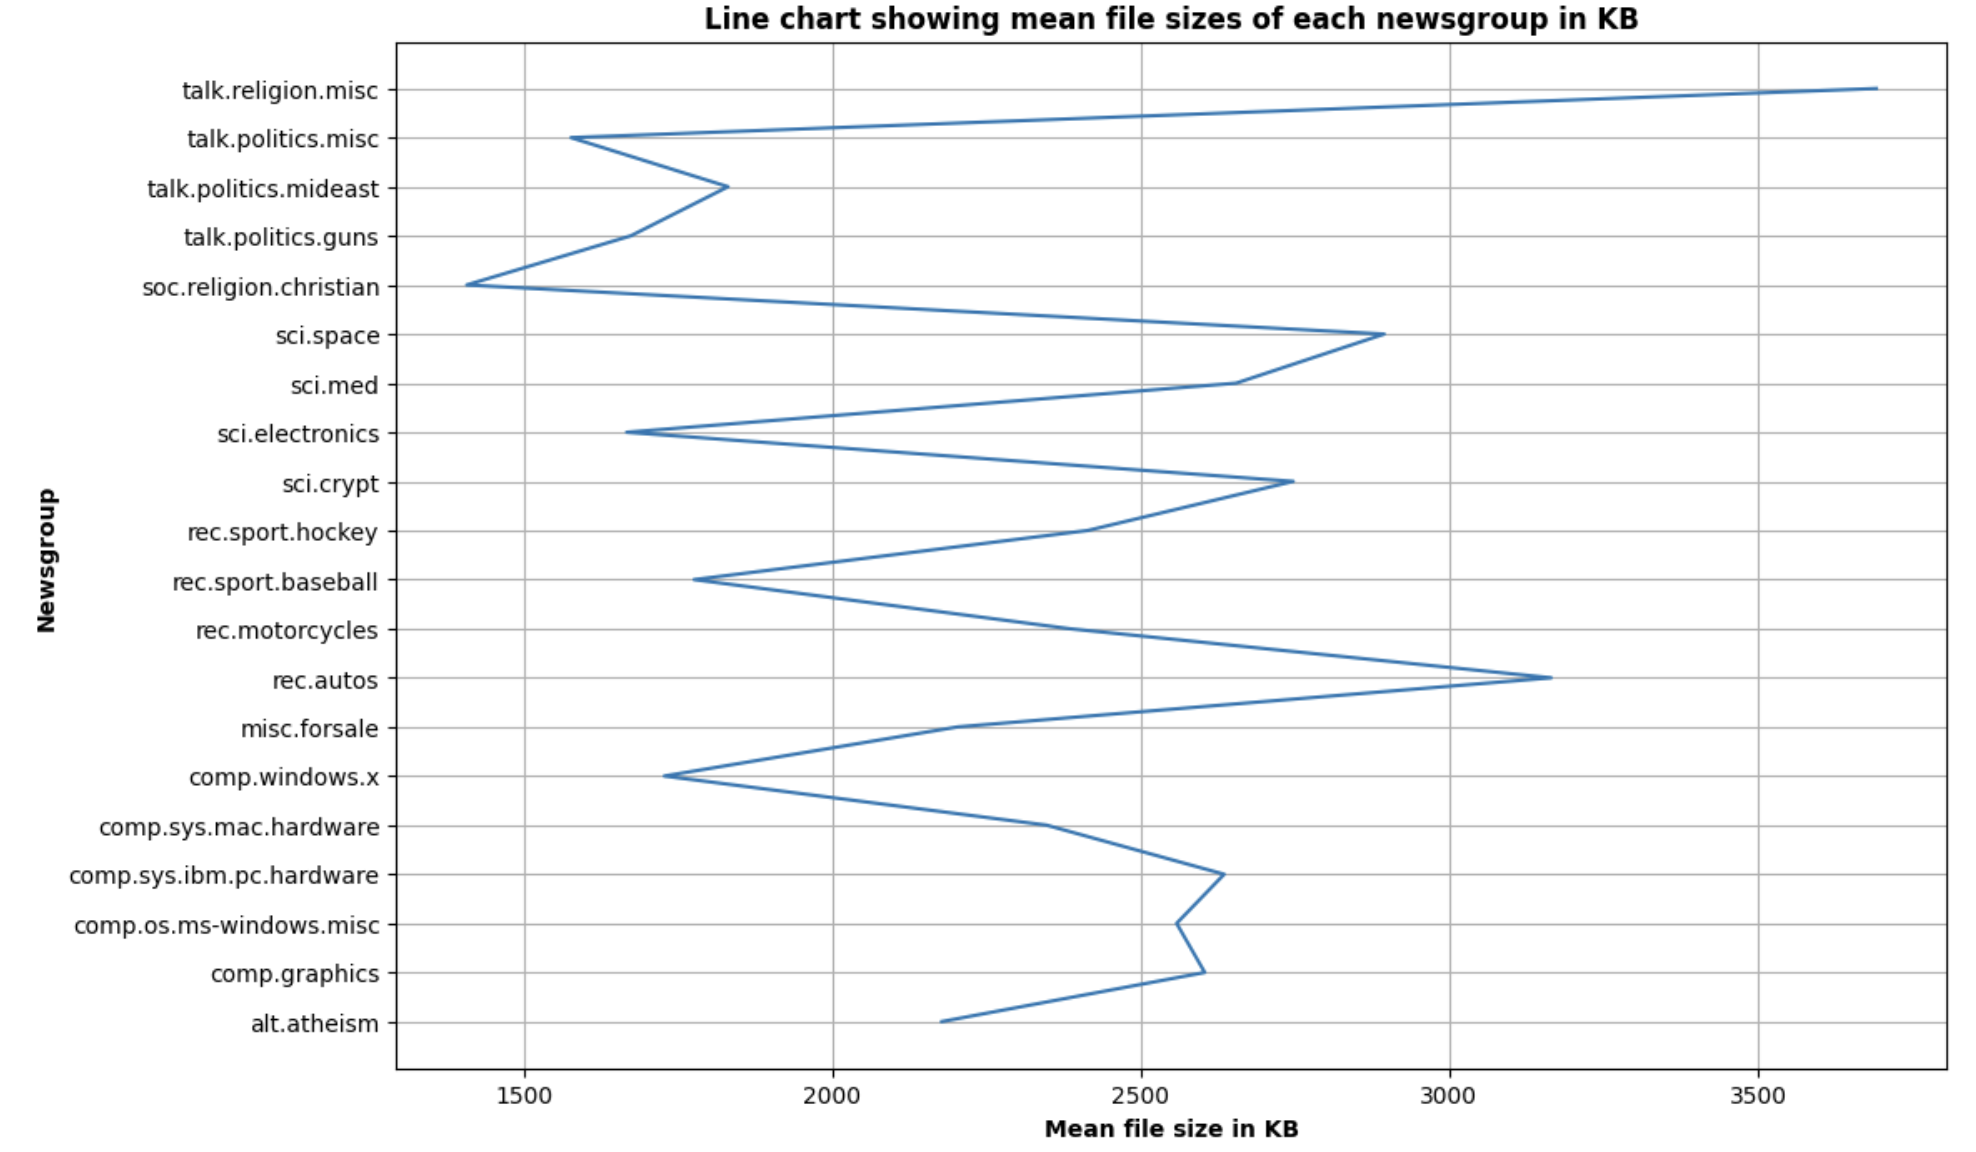 Line chart showing mean file sizes of each newsgroup in KB
talk.religion.misc
talk.politics.misc
talk.politics.mideast
talk.politics.guns
soc.religion.christian
sci.space
sci.med
sci.electronics
sci.crypt
rec.sport.hockey
rec.sport.baseball
rec.motorcycles
rec.autos
misc.forsale
comp.windows.x
comp.sys.mac.hardware
comp.sys.ibm.pc.hardware
comp.os.ms-windows.misc
comp.graphics
alt.atheism
Newsgroup
1500 2000 2500 3000 3500
Mean file size in KB